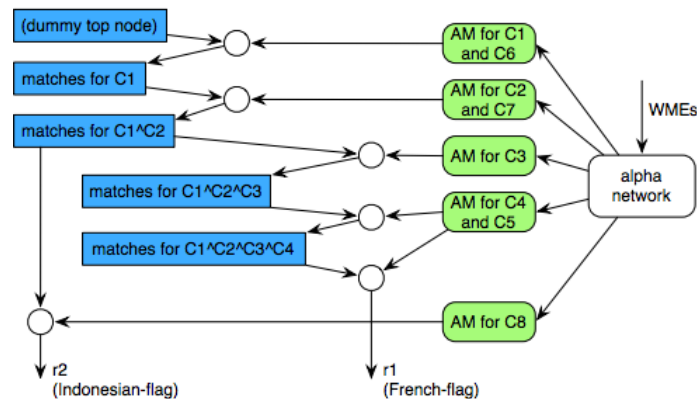 (dummy top node)
AM for C1
and C6
matches for C1
AM for C2
and C7
WMEs
matches for C1^C2
AM for C3
alpha
network
matches for C1^C2^C3
AM for C4
and C5
matches for C1^C2^C3^C4
AM for C8
r2
(Indonesian-flag)
r1
(French-flag)